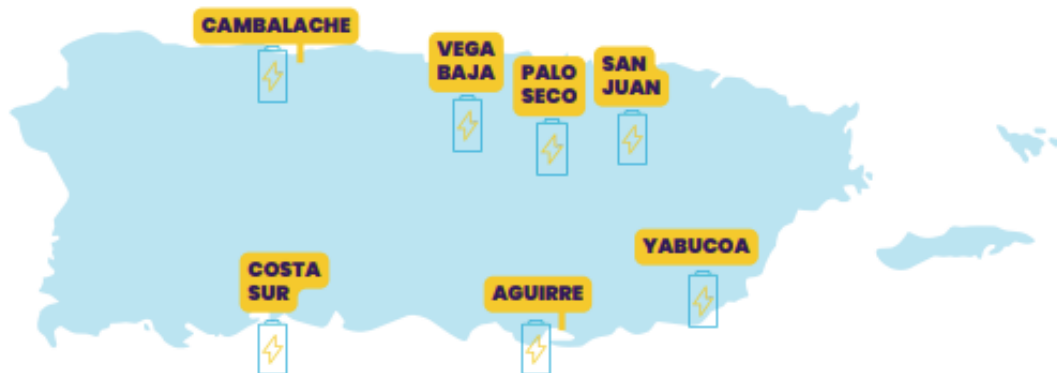 CAMBALACHE
VEGA
BAJA
PALO
SECO
SAN
JUAN
COSTA
SUR
AGUIRRE
YABUCOA